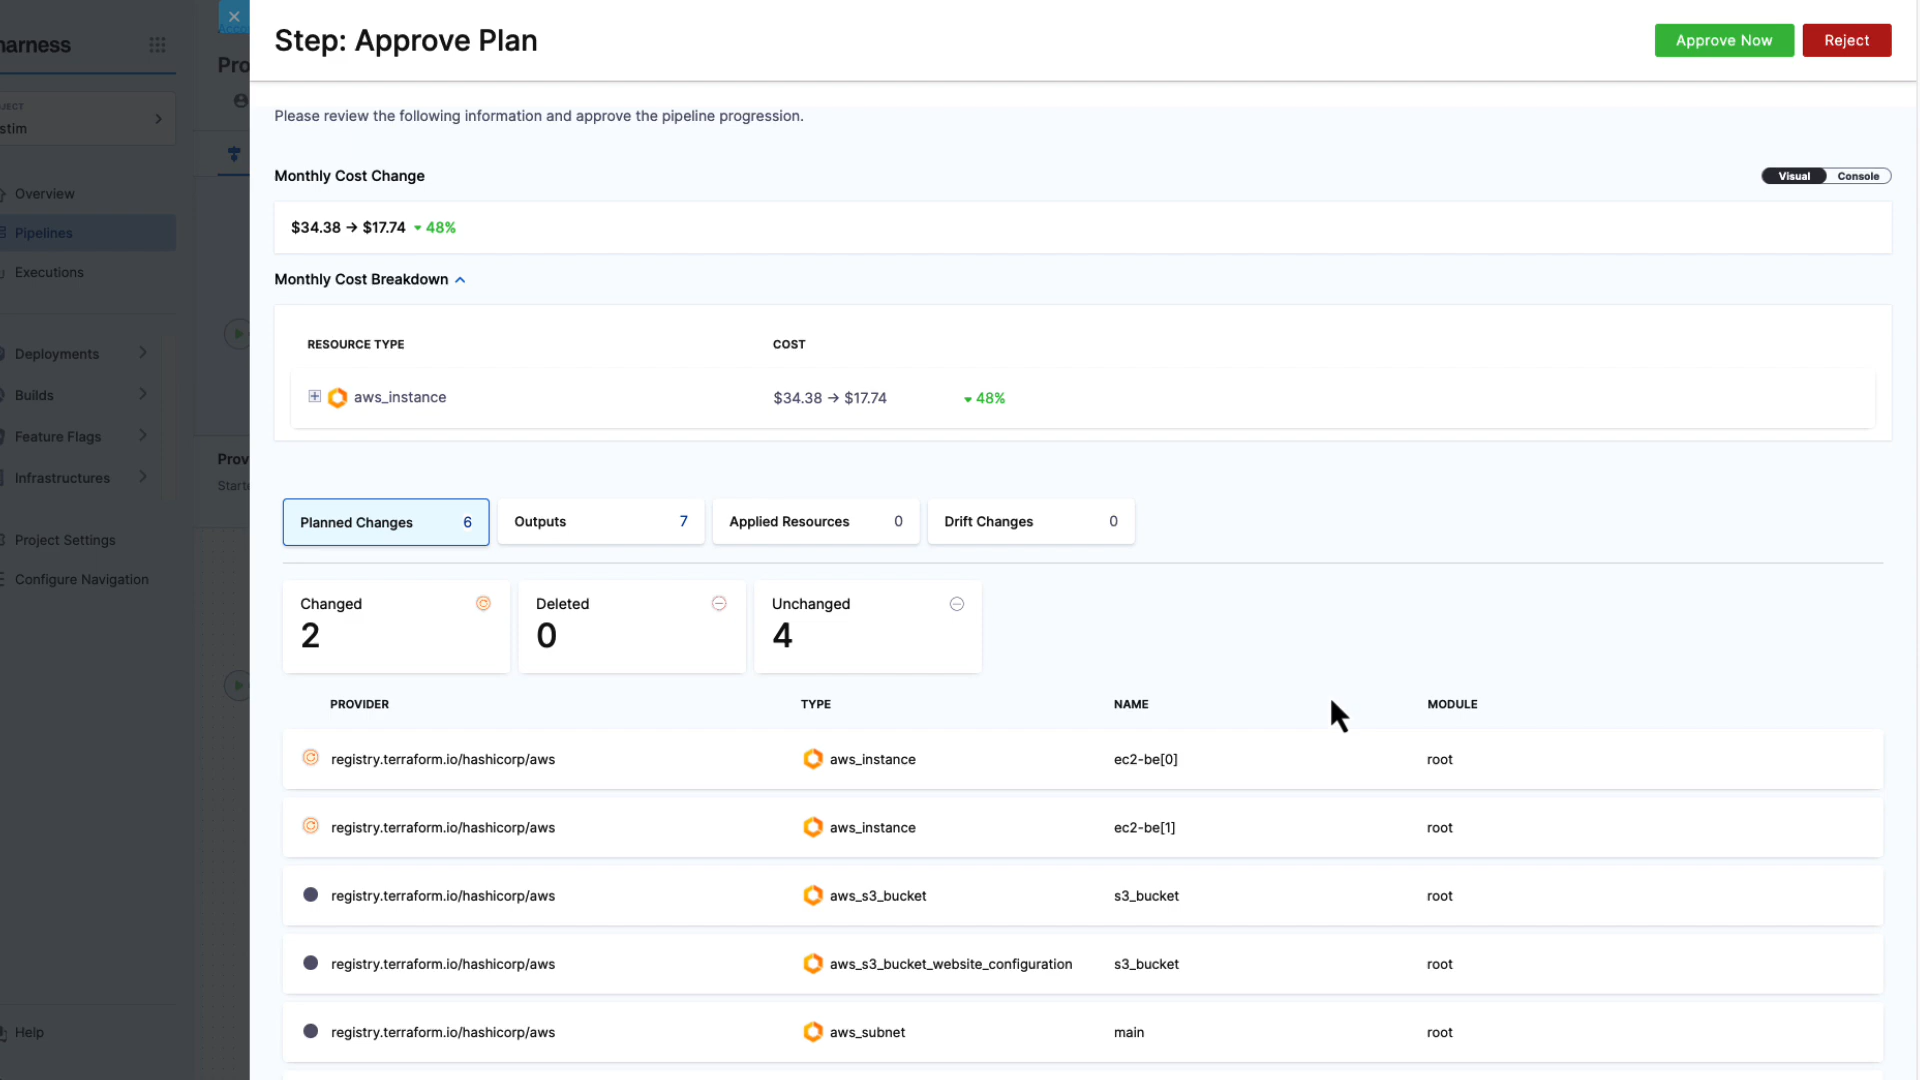 harness
Step: Approve Plan
Approve Now
Reject
Pro
Please review the following information and approve the pipeline progression.
JECT
stim
Monthly Cost Change
Visual
Console
$34.38 → $17.74 48%
Overview
Pipelines
Executions
Monthly Cost Breakdown
RESOURCE TYPE
COST
aws_instance
$34.38 → $17.74
48%
Deployments
Builds
Feature Flags
Infrastructures
Prov
Starte
Project Settings
Configure Navigation
Planned Changes 6
Outputs 7
Applied Resources 0
Drift Changes 0
Changed
2
Deleted
0
Unchanged
4
PROVIDER TYPE NAME MODULE
registry.terraform.io/hashicorp/aws aws_instance ec2-be[0] root
registry.terraform.io/hashicorp/aws aws_instance ec2-be[1] root
registry.terraform.io/hashicorp/aws aws_s3_bucket s3_bucket root
registry.terraform.io/hashicorp/aws aws_s3_bucket_website_configuration s3_bucket root
registry.terraform.io/hashicorp/aws aws_subnet main root
Help